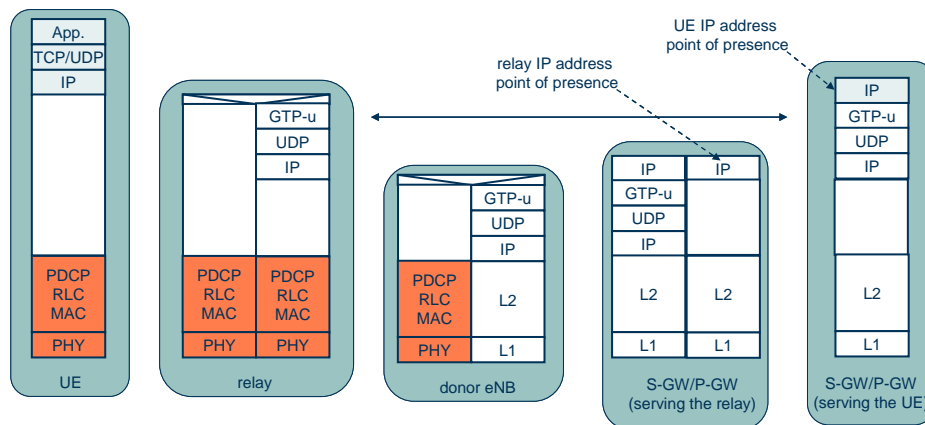 App.
TCP/UDP
IP
PDCP
RLC
MAC
PHY
UE
GTP-u
UDP
IP
PDCP
RLC
MAC
PDCP
RLC
MAC
PHY
PHY
relay
GTP-u
UDP
IP
PDCP
RLC
MAC
L2
PHY
L1
donor eNB
relay IP address
point of presence
IP
IP
GTP-u
UDP
IP
L2
L2
L1
L1
S-GW/P-GW
(serving the relay)
UE IP address
point of presence
IP
GTP-u
UDP
IP
L2
L1
S-GW/P-GW
(serving the UE)